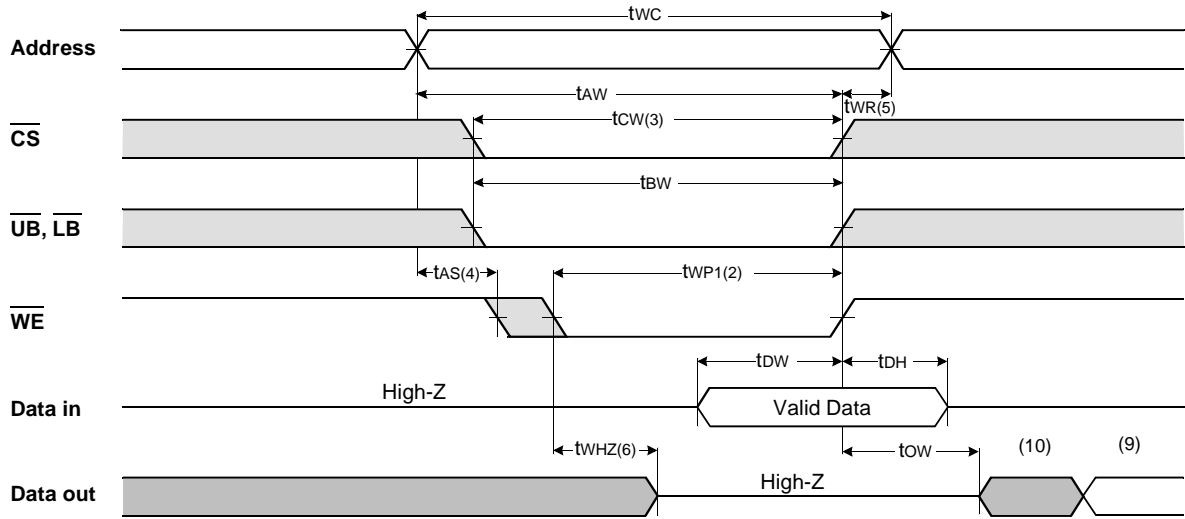 tWC
Address
tAW
tWR(5)
tCW(3)
CS
tBW
UB, LB
tAS(4)
tWP1(2)
WE
tDW
tDH
High-Z
Data in
Valid Data
tWHZ(6)
tOW
(10)
(9)
High-Z
Data out